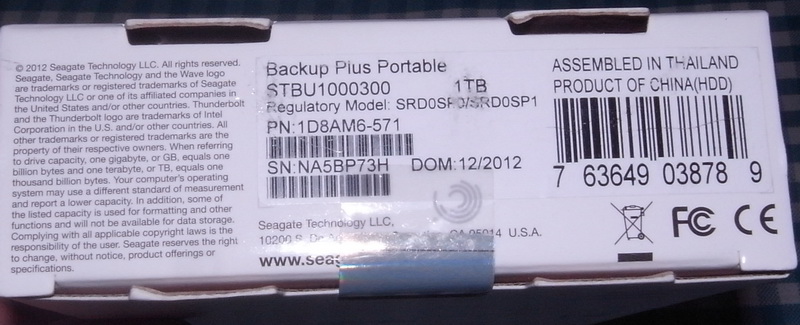 © 2012 Seagate Technology LLC. All rights reserved.
Seagate, Seagate Technology and the Wave logo
are trademarks or registered trademarks of Seagate
Technology LLC or one of its affiliated companies in
the United States and/or other countries. Thunderbolt
and the Thunderbolt logo are trademarks of Intel
Corporation in the U.S. and/or other countries. All
other trademarks or registered trademarks are the
property of their respective owners. When referring
to drive capacity, one gigabyte, or GB, equals one
billion bytes and one terabyte, or TB, equals one
thousand billion bytes. Your computer's operating
system may use a different standard of measurement
and report a lower capacity. In addition, some of
the listed capacity is used for formatting and other
functions and will not be available for data storage.
Complying with all applicable copyright laws is the
responsibility of the user. Seagate reserves the right
to change, without notice, product offerings or
specifications.
Backup Plus Portable
STBU1000300 1TB
Regulatory Model: SRD0SP0/SRD0SP1
PN:1D8AM6-571
SN:NA5BP73H DOM:12/2012
Seagate Technology LLC.
10200 S. U.S.A.
www.seag
ASSEMBLED IN THAILAND
PRODUCT OF CHINA(HDD)
7 63649 03878 9
FC CE